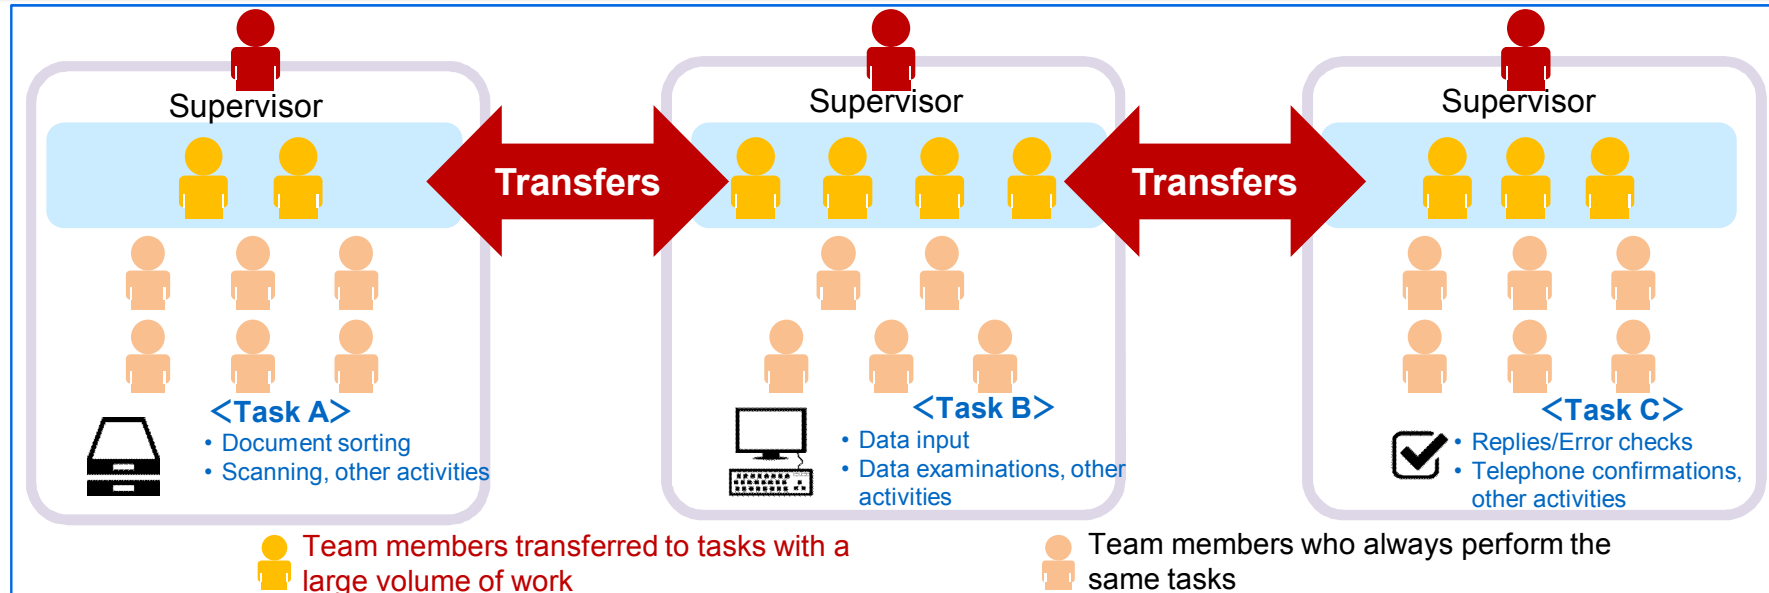 Supervisor
Supervisor
Supervisor
Transfers
Transfers
<Task A>
• Document sorting
• Scanning, other activities
<Task B>
• Data input
• Data examinations, other
activities
<Task C>
• Replies/Error checks
• Telephone confirmations,
other activities
Team members transferred to tasks with a
large volume of work
Team members who always perform the
same tasks